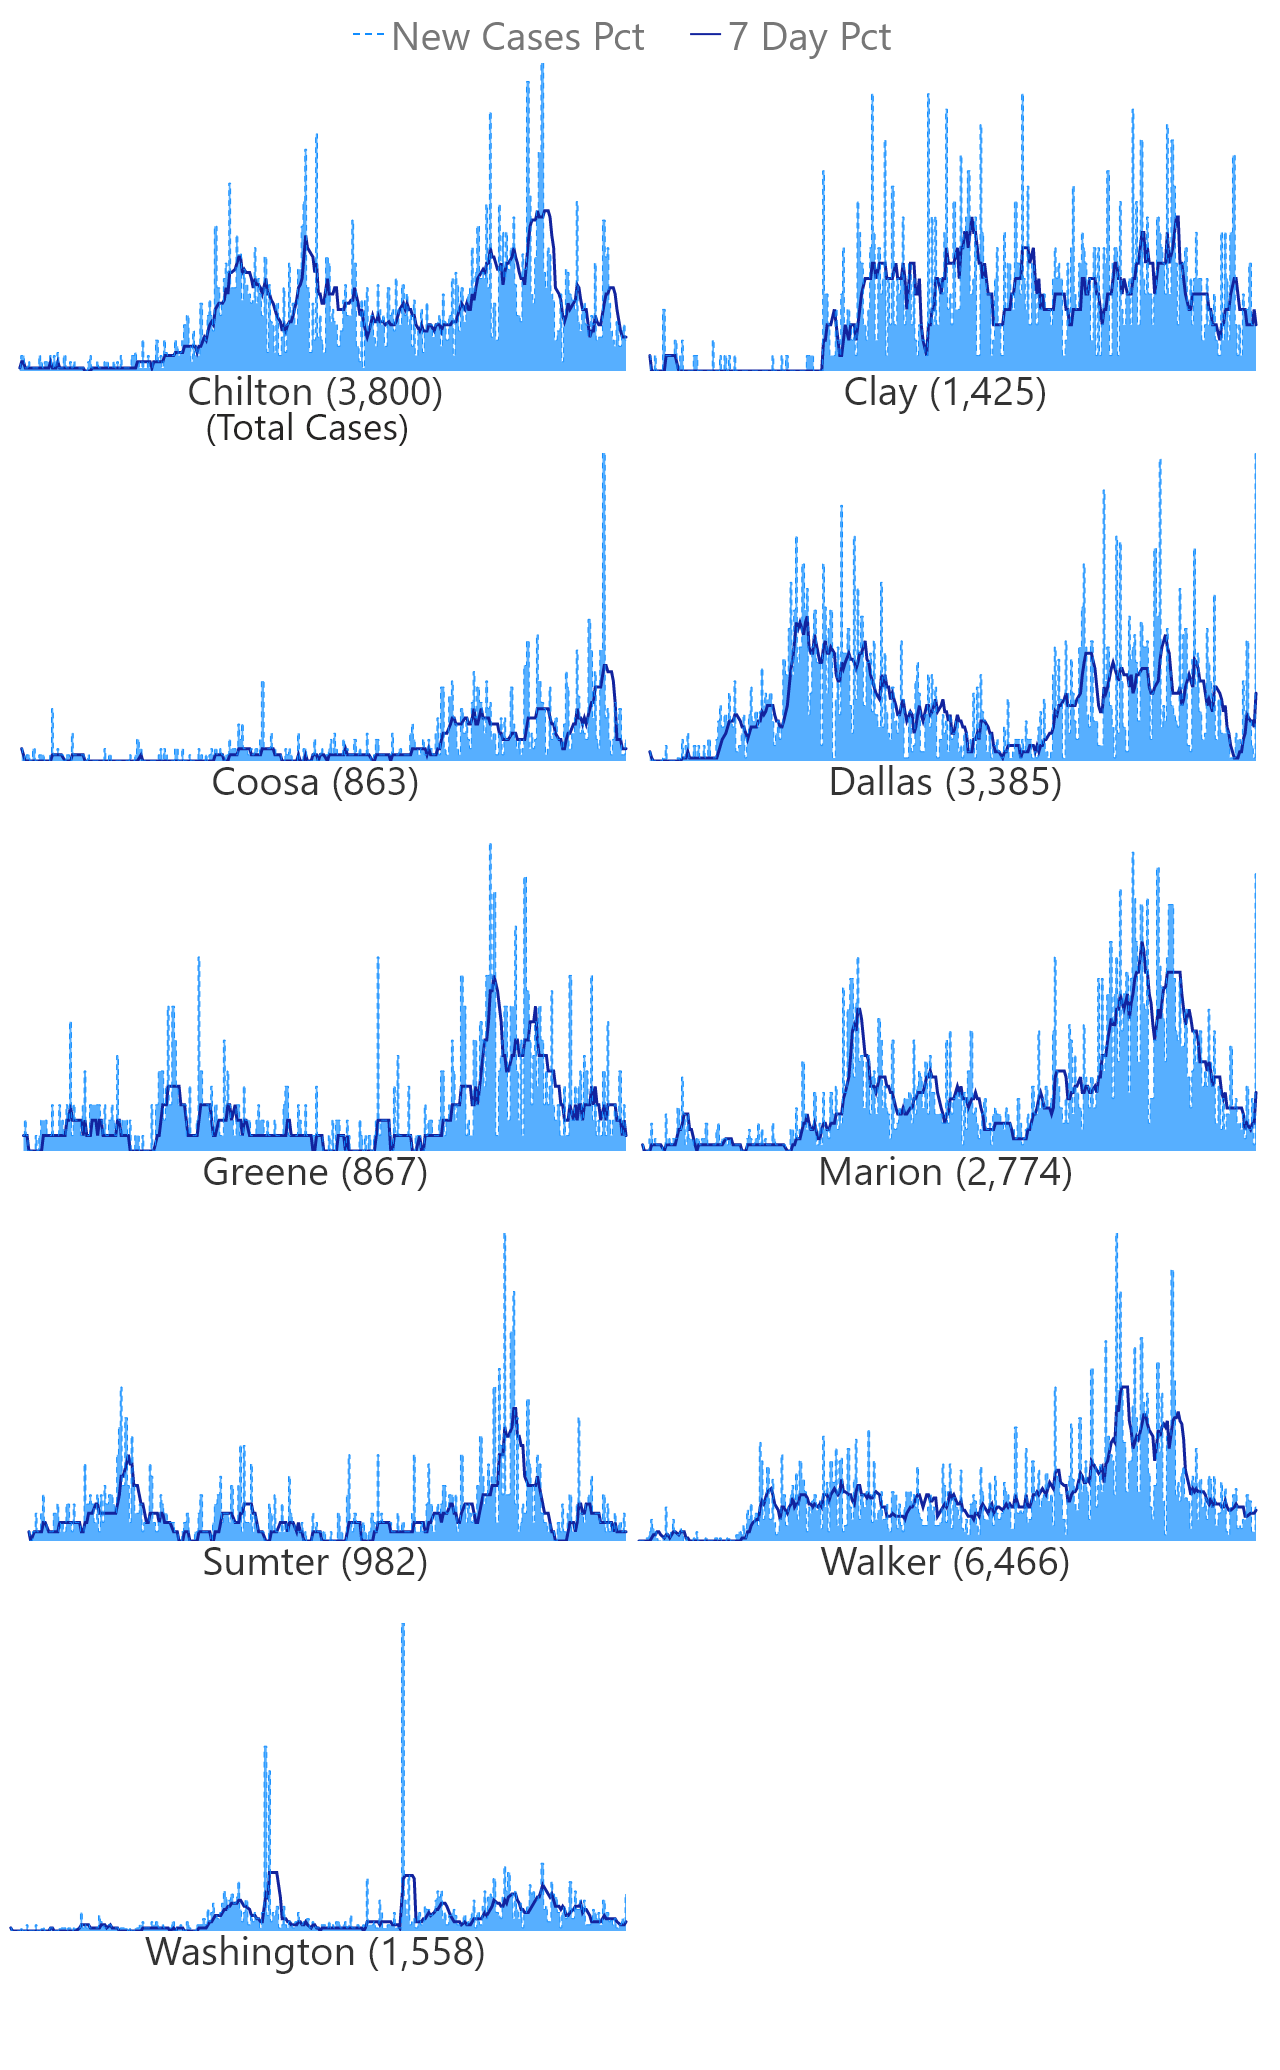 New Cases Pct 7 Day Pct
Chilton (3,800)
(Total Cases)
Clay (1,425)
Coosa (863)
Dallas (3,385)
Greene (867)
Marion (2,774)
Sumter (982)
Walker (6,466)
Washington (1,558)